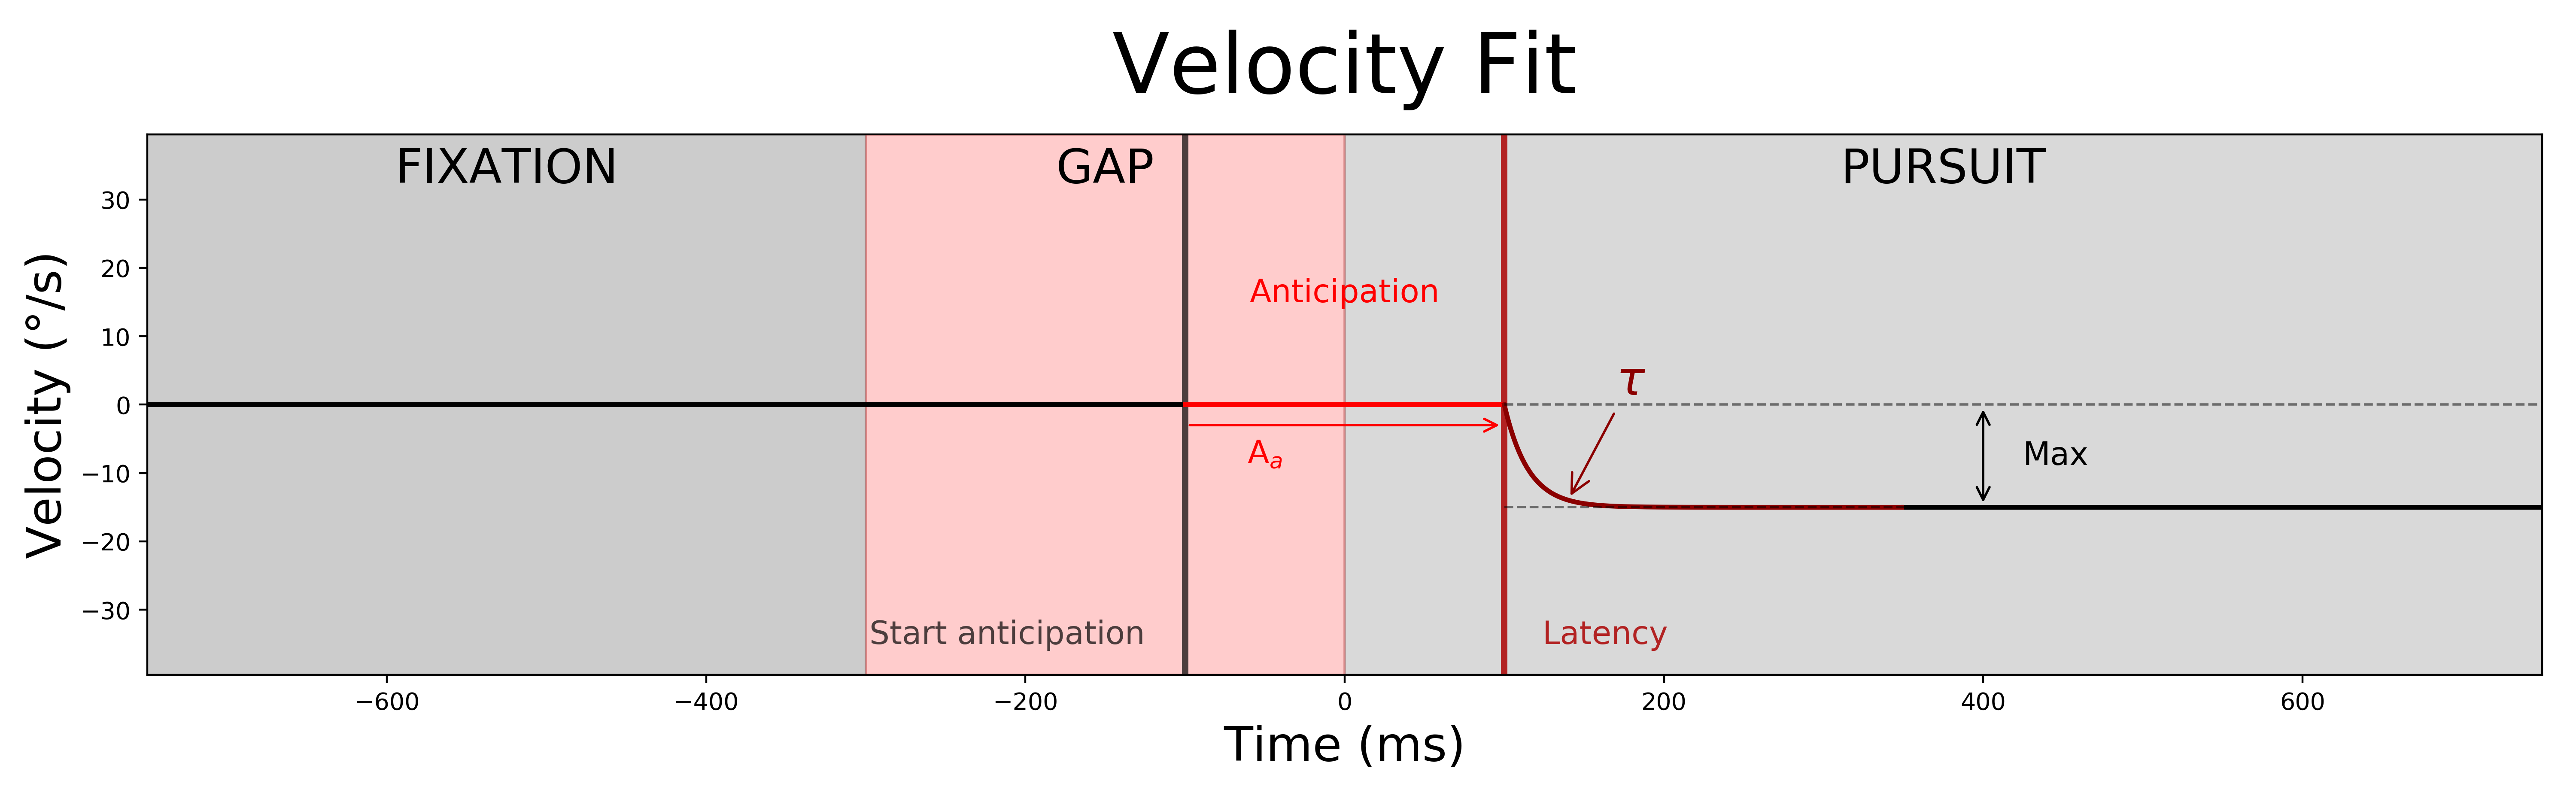 Velocity Fit
FIXATION
GAP
PURSUIT
Velocity (°/s)
30
20
10
0
−10
−20
−30
Anticipation
τ
Aₐ
Max
Start anticipation
Latency
−600
−400
−200
0
200
400
600
Time (ms)